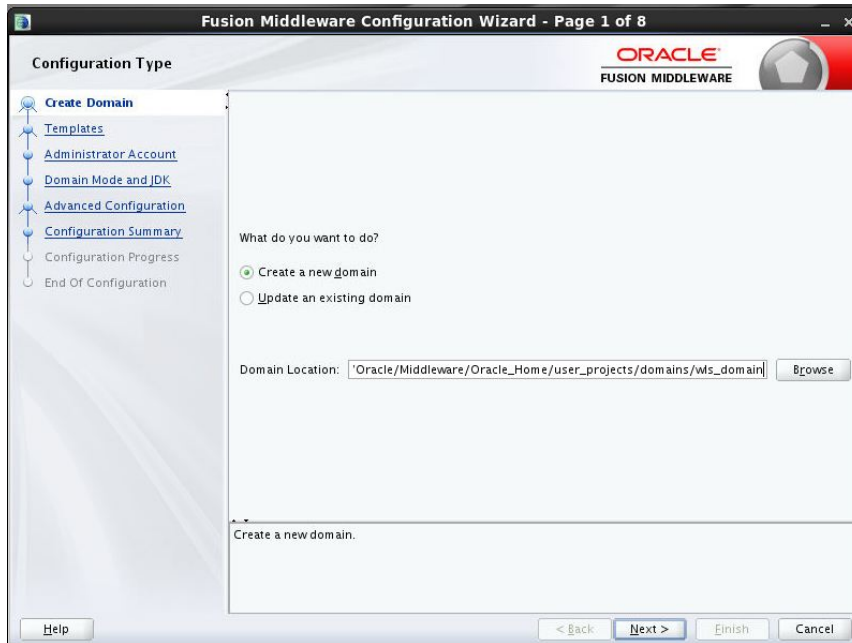 Fusion Middleware Configuration Wizard - Page 1 of 8
Configuration Type
ORACLE
FUSION MIDDLEWARE
Create Domain
Templates
Administrator Account
Domain Mode and JDK
Advanced Configuration
Configuration Summary
Configuration Progress
End Of Configuration
What do you want to do?
Create a new domain
Update an existing domain
Domain Location: 'Oracle/Middleware/Oracle_Home/user_projects/domains/wls_domain Browse
Create a new domain.
Help < Back Next > Finish Cancel